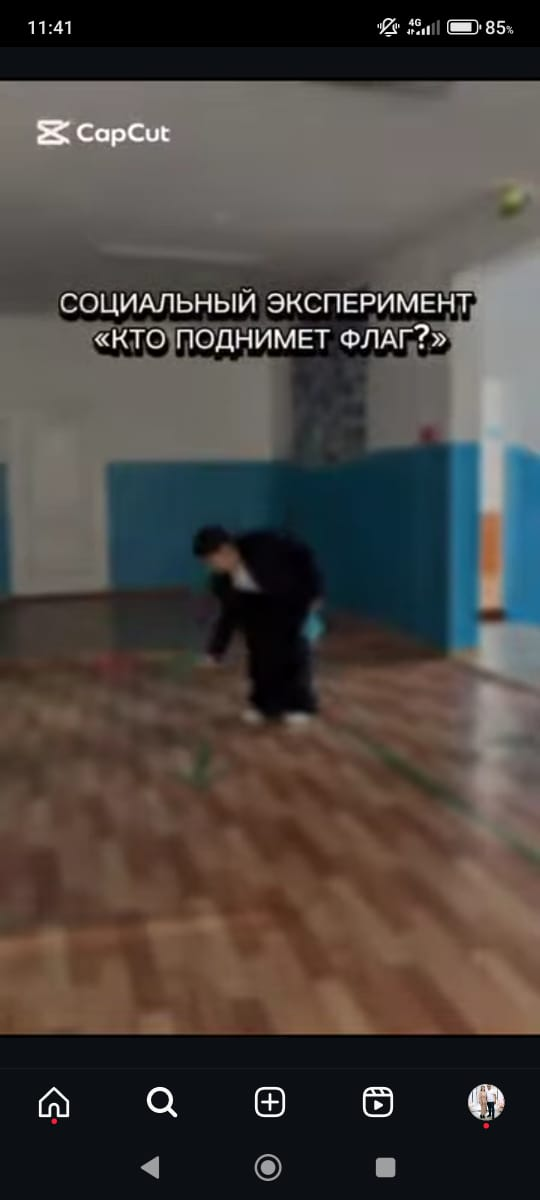 11:41
4G
85%
CapCut
СОЦИАЛЬНЫЙ ЭКСПЕРИМЕНТ
«КТО ПОДНИМЕТ ФЛАГ?»